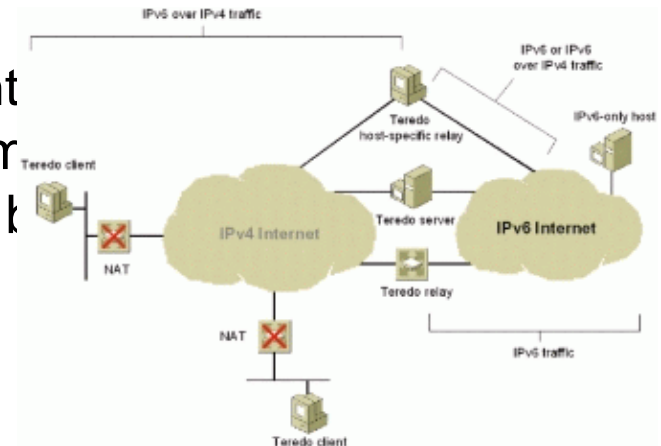 IPv6 over IPv4 traffic
IPv6 or IPv6
over IPv4 traffic
Teredo
host-specific relay
IPv6-only host
Teredo client
IPv4 Internet
Teredo server
IPv6 Internet
NAT
Teredo relay
NAT
IPv6 traffic
Teredo client